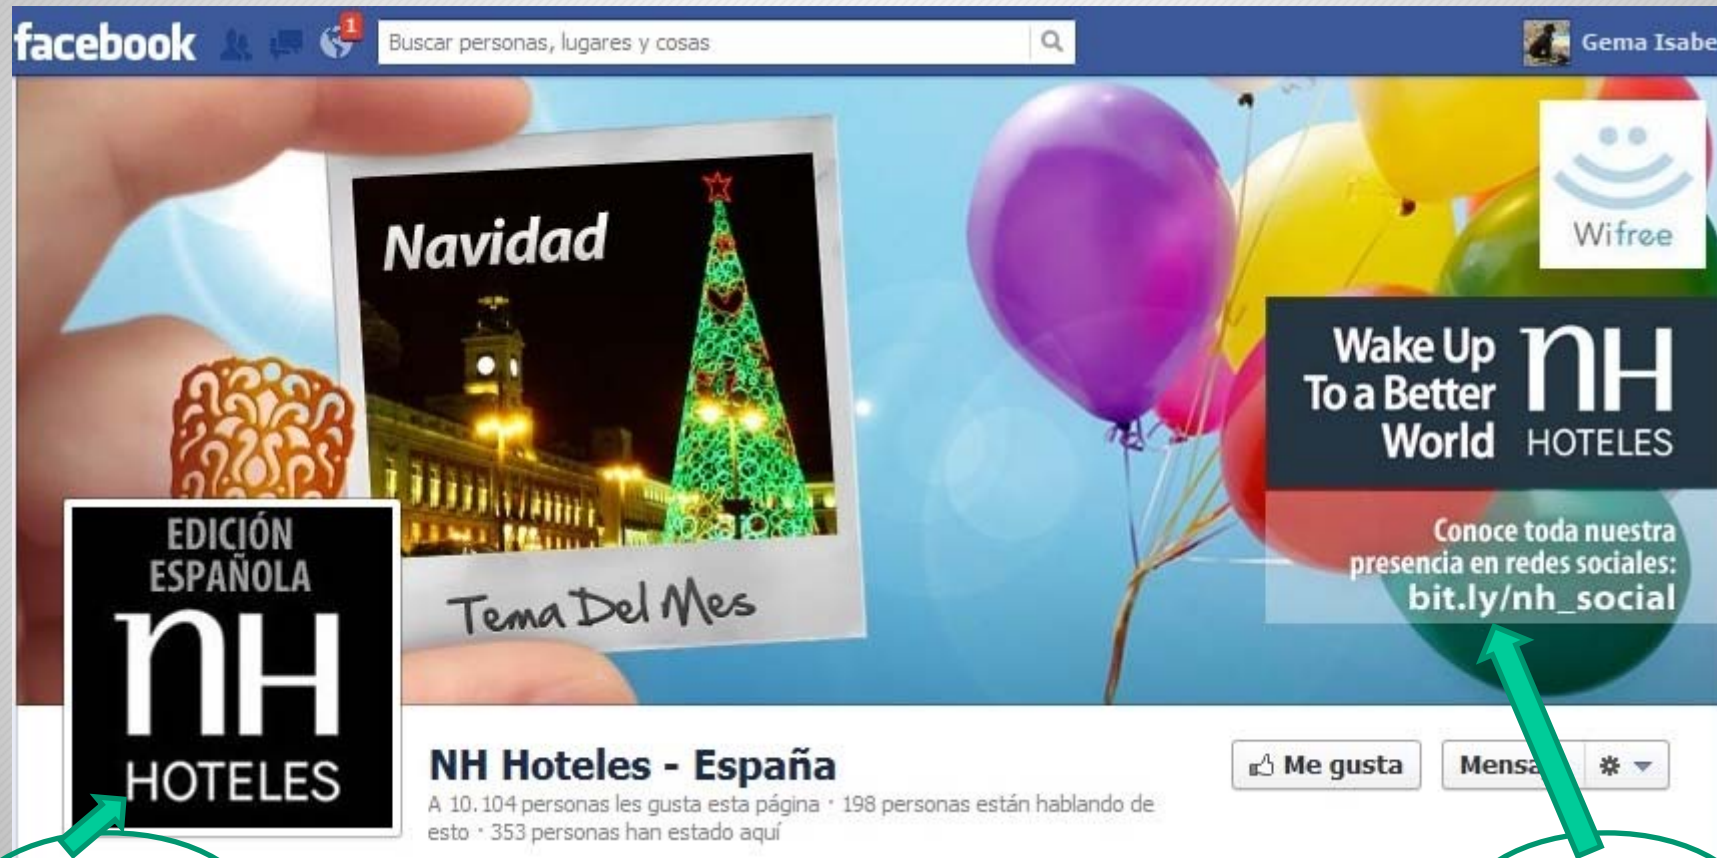 facebook
1
Buscar personas, lugares y cosas
Gema Isabe
Navidad
Tema Del Mes
Wifree
Wake Up
To a Better
World
nH
HOTELES
Conoce toda nuestra
presencia en redes sociales:
bit.ly/nh_social
EDICIÓN
ESPAÑOLA
nH
HOTELES
NH Hoteles - España
A 10.104 personas les gusta esta página · 198 personas están hablando de
esto · 353 personas han estado aquí
Me gusta
Mensa